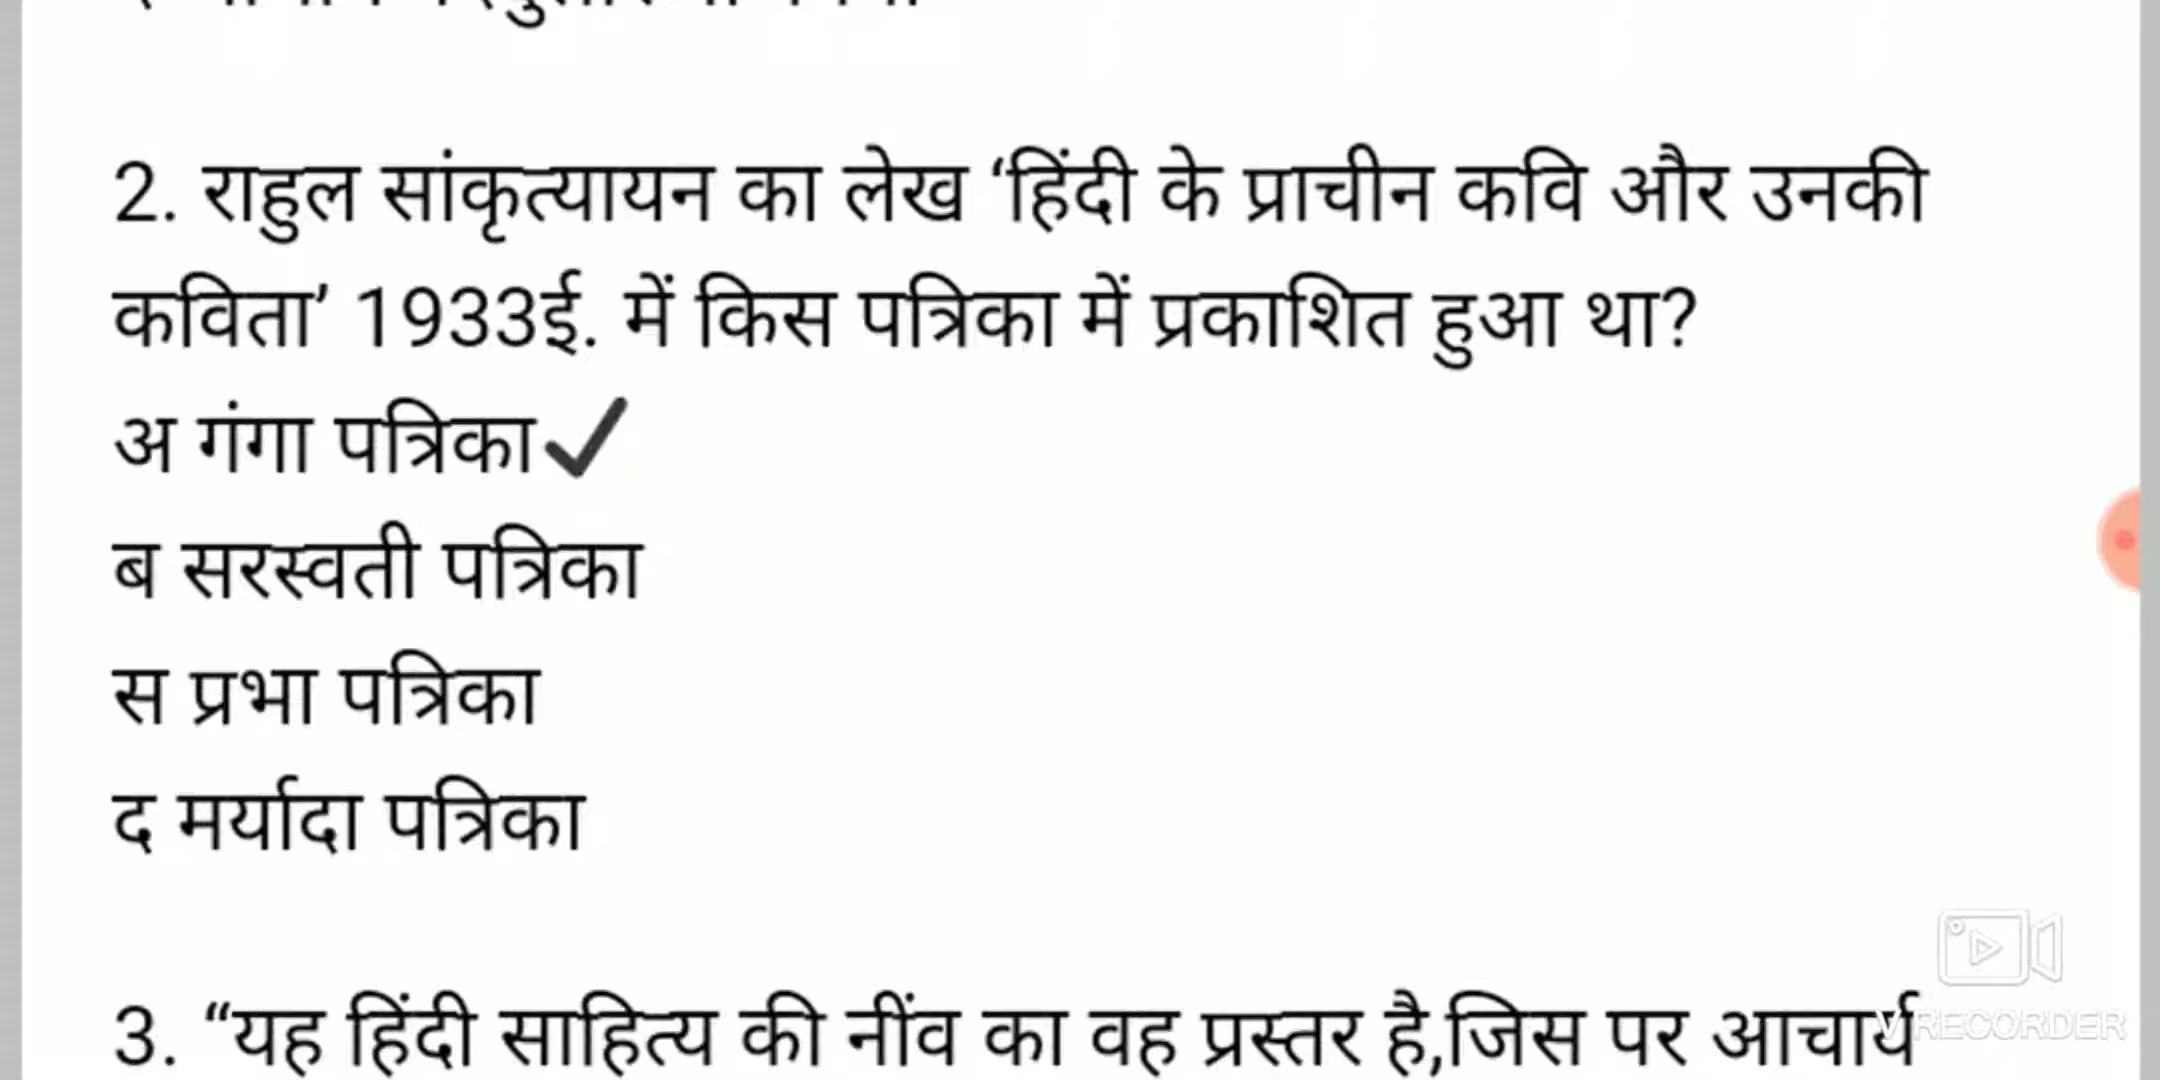 2. राहुल सांकृत्यायन का लेख ‘हिंदी के प्राचीन कवि और उनकी
कविता’ 1933ई. में किस पत्रिका में प्रकाशित हुआ था?
अ गंगा पत्रिका✓
ब सरस्वती पत्रिका
स प्रभा पत्रिका
द मर्यादा पत्रिका
3. “यह हिंदी साहित्य की नींव का वह प्रस्तर है,जिस पर आचार्य
RECORDER